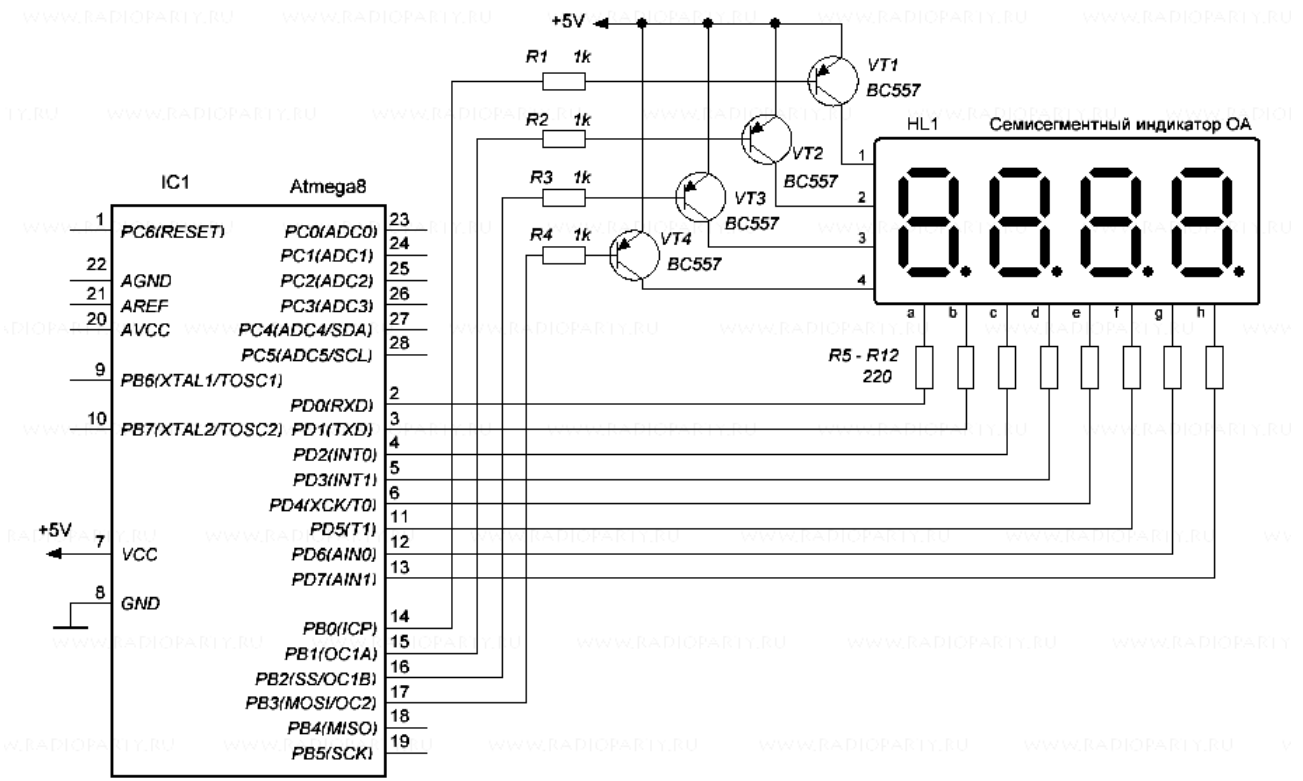 WWW.RADIOPARTY.RU
+5V
R1 1k
VT1
BC557
R2 1k
VT2
BC557
R3 1k
VT3
BC557
R4 1k
VT4
BC557
HL1 Семисегментный индикатор ОА
1
2
3
4
a b c d e f g h
R5 - R12
220
IC1 Atmega8
1 PC6(RESET)
22 AGND
21 AREF
20 AVCC
9 PB6(XTAL1/TOSC1)
10 PB7(XTAL2/TOSC2)
+5V
7 VCC
8 GND
PC0(ADC0) 23
PC1(ADC1) 24
PC2(ADC2) 25
PC3(ADC3) 26
PC4(ADC4/SDA) 27
PC5(ADC5/SCL) 28
PD0(RXD) 2
PD1(TXD) 3
PD2(INT0) 4
PD3(INT1) 5
PD4(XCK/T0) 6
PD5(T1) 11
PD6(AIN0) 12
PD7(AIN1) 13
PB0(ICP) 14
PB1(OC1A) 15
PB2(SS/OC1B) 16
PB3(MOSI/OC2) 17
PB4(MISO) 18
PB5(SCK) 19